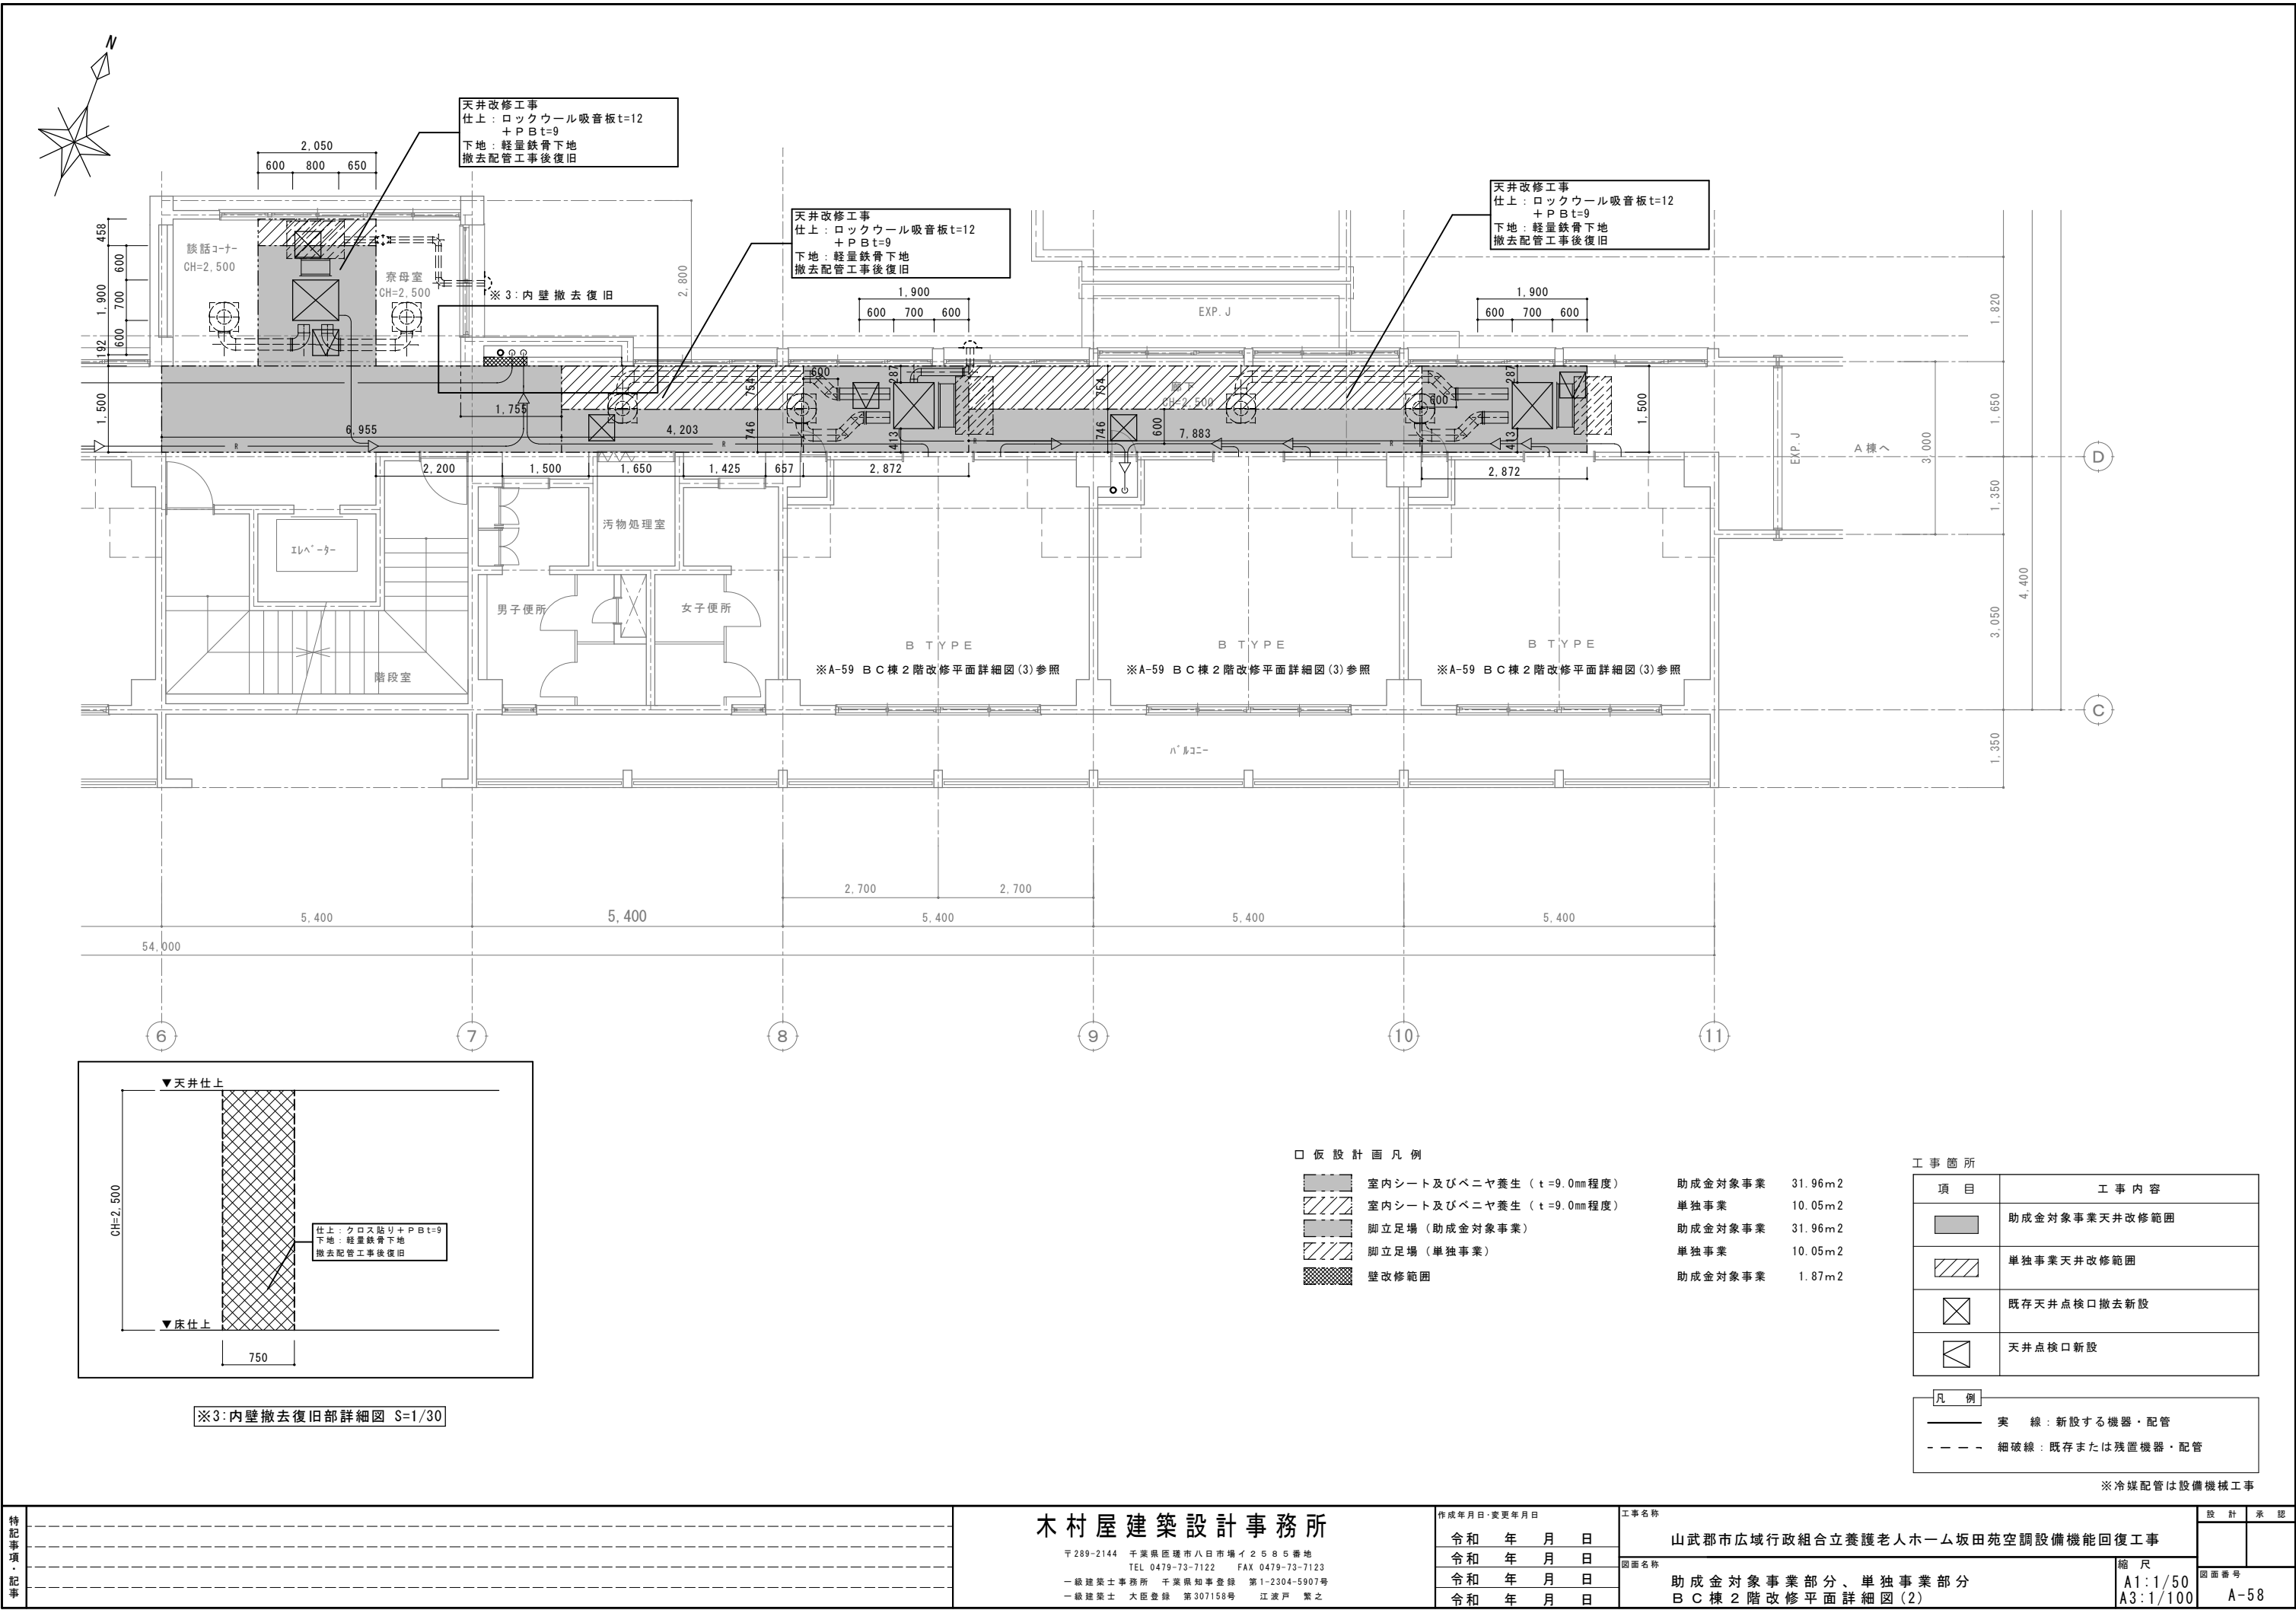 N
天井改修工事
仕上：ロックウール吸音板t=12
＋ＰＢt=9
下地：軽量鉄骨下地
撤去配管工事後復旧
天井改修工事
仕上：ロックウール吸音板t=12
＋ＰＢt=9
下地：軽量鉄骨下地
撤去配管工事後復旧
天井改修工事
仕上：ロックウール吸音板t=12
＋ＰＢt=9
下地：軽量鉄骨下地
撤去配管工事後復旧
2,050
600 800 650
458
600
1,900
700
600
192
1,500
談話ｺｰﾅｰ
CH=2,500
寮母室
CH=2,500
※3:内壁撤去復旧
2,800
1,900
600 700 600
EXP.J
1,900
600 700 600
1,820
1,650
3,000
1,350
4,400
3,050
1,350
1,755
6,955
R
4,203
R
754
746
600
287
413
R
754
746
600
廊下
CH=2,500
7,883
R
600
287
413
1,500
EXP.J
A棟へ
D
2,200 1,500 1,650 1,425 657 2,872
2,872
ｴﾚﾍﾞｰﾀｰ
汚物処理室
男子便所
女子便所
階段室
B TYPE
※A-59 ＢＣ棟２階改修平面詳細図(3)参照
B TYPE
※A-59 ＢＣ棟２階改修平面詳細図(3)参照
B TYPE
※A-59 ＢＣ棟２階改修平面詳細図(3)参照
C
ﾊﾞﾙｺﾆｰ
2,700 2,700
5,400 5,400 5,400 5,400 5,400
54,000
6 7 8 9 10 11
▼天井仕上
CH=2,500
仕上：クロス貼り＋ＰＢt=9
下地：軽量鉄骨下地
撤去配管工事後復旧
▼床仕上
750
※3:内壁撤去復旧部詳細図 S=1/30
□ 仮設計画凡例
室内シート及びベニヤ養生（ｔ=9.0㎜程度） 助成金対象事業 31.96m2
室内シート及びベニヤ養生（ｔ=9.0㎜程度） 単独事業 10.05m2
脚立足場（助成金対象事業） 助成金対象事業 31.96m2
脚立足場（単独事業） 単独事業 10.05m2
壁改修範囲 助成金対象事業 1.87m2
工事箇所
項目 工事内容
助成金対象事業天井改修範囲
単独事業天井改修範囲
既存天井点検口撤去新設
天井点検口新設
凡 例
実 線：新設する機器・配管
細破線：既存または残置機器・配管
※冷媒配管は設備機械工事
特記事項・記事
木村屋建築設計事務所
〒289-2144 千葉県匝瑳市八日市場イ２５８５番地
TEL 0479-73-7122 FAX 0479-73-7123
一級建築士事務所 千葉県知事登録 第1-2304-5907号
一級建築士 大臣登録 第307158号 江波戸 繁之
作成年月日･変更年月日
令和 年 月 日
令和 年 月 日
令和 年 月 日
令和 年 月 日
工事名称
山武郡市広域行政組合立養護老人ホーム坂田苑空調設備機能回復工事
図面名称
助成金対象事業部分、単独事業部分
ＢＣ棟２階改修平面詳細図(2)
縮 尺
A1:1/50
A3:1/100
設 計 承 認
図面番号
A-58